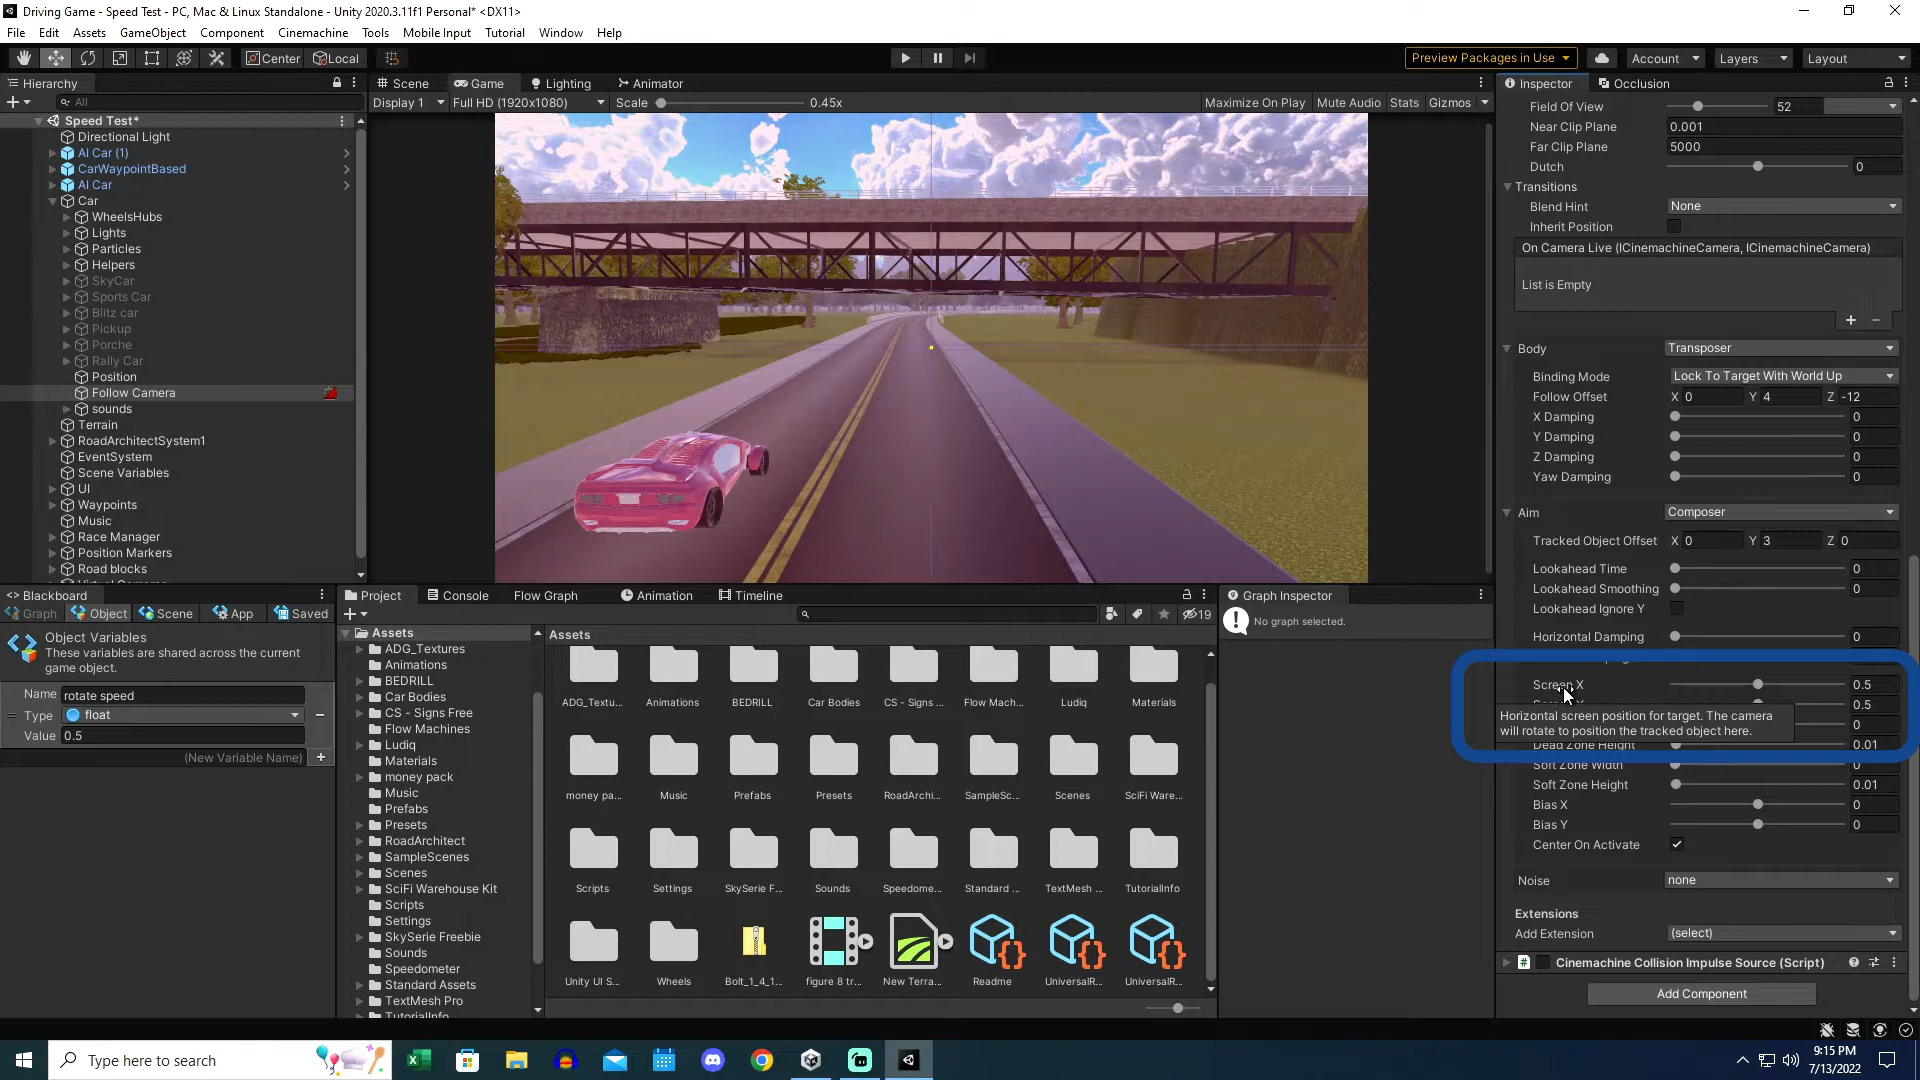 Driving Game - Speed Test - PC, Mac & Linux Standalone - Unity 2020.3.11f1 Personal* <DX11>
File Edit Assets GameObject Component Cinemachine Tools Mobile Input Tutorial Window Help
Center Local Preview Packages in Use Account Layers Layout
Hierarchy
All
Speed Test*
Directional Light
AI Car (1)
CarWaypointBased
AI Car
Car
WheelsHubs
Lights
Particles
Helpers
SkyCar
Sports Car
Blitz car
Pickup
Porche
Rally Car
Position
Follow Camera
sounds
Terrain
RoadArchitectSystem1
EventSystem
Scene Variables
UI
Waypoints
Music
Race Manager
Position Markers
Road blocks
Scene Game Lighting Animator
Display 1 Full HD (1920x1080) Scale 0.45x Maximize On Play Mute Audio Stats Gizmos
Inspector Occlusion
Field Of View 52
Near Clip Plane 0.001
Far Clip Plane 5000
Dutch 0
Transitions
Blend Hint None
Inherit Position
On Camera Live (ICinemachineCamera, ICinemachineCamera)
List is Empty
+ -
Body Transposer
Binding Mode Lock To Target With World Up
Follow Offset X 0 Y 4 Z -12
X Damping 0
Y Damping 0
Z Damping 0
Yaw Damping 0
Aim Composer
Tracked Object Offset X 0 Y 3 Z 0
Lookahead Time 0
Lookahead Smoothing 0
Lookahead Ignore Y
Horizontal Damping 0
Screen X 0.5
0.5
Horizontal screen position for target. The camera
will rotate to position the tracked object here.
0
Dead Zone Height 0.01
Soft Zone Width 0
Soft Zone Height 0.01
Bias X 0
Bias Y 0
Center On Activate
Noise none
Extensions
Add Extension (select)
# Cinemachine Collision Impulse Source (Script)
Add Component
<> Blackboard
Graph Object Scene App Saved
Object Variables
These variables are shared across the current
game object.
Name rotate speed
Type float
Value 0.5
(New Variable Name) +
Project Console Flow Graph Animation Timeline
19
Assets
ADG_Textures
Animations
BEDRILL
Car Bodies
CS - Signs Free
Flow Machines
Ludiq
Materials
money pack
Music
Prefabs
Presets
RoadArchitect
SampleScenes
Scenes
SciFi Warehouse Kit
Scripts
Settings
SkySerie Freebie
Sounds
Speedometer
Standard Assets
TextMesh Pro
TutorialInfo
Assets
ADG_Textu... Animations BEDRILL Car Bodies CS - Signs ... Flow Mach... Ludiq Materials
money pa... Music Prefabs Presets RoadArchi... SampleSc... Scenes SciFi Ware...
Scripts Settings SkySerie F... Sounds Speedome... Standard ... TextMesh ... TutorialInfo
Unity UI S... Wheels Bolt_1_4_1... figure 8 tr... New Terra... Readme UniversalR... UniversalR...
Graph Inspector
No graph selected.
Type here to search
9:15 PM
7/13/2022